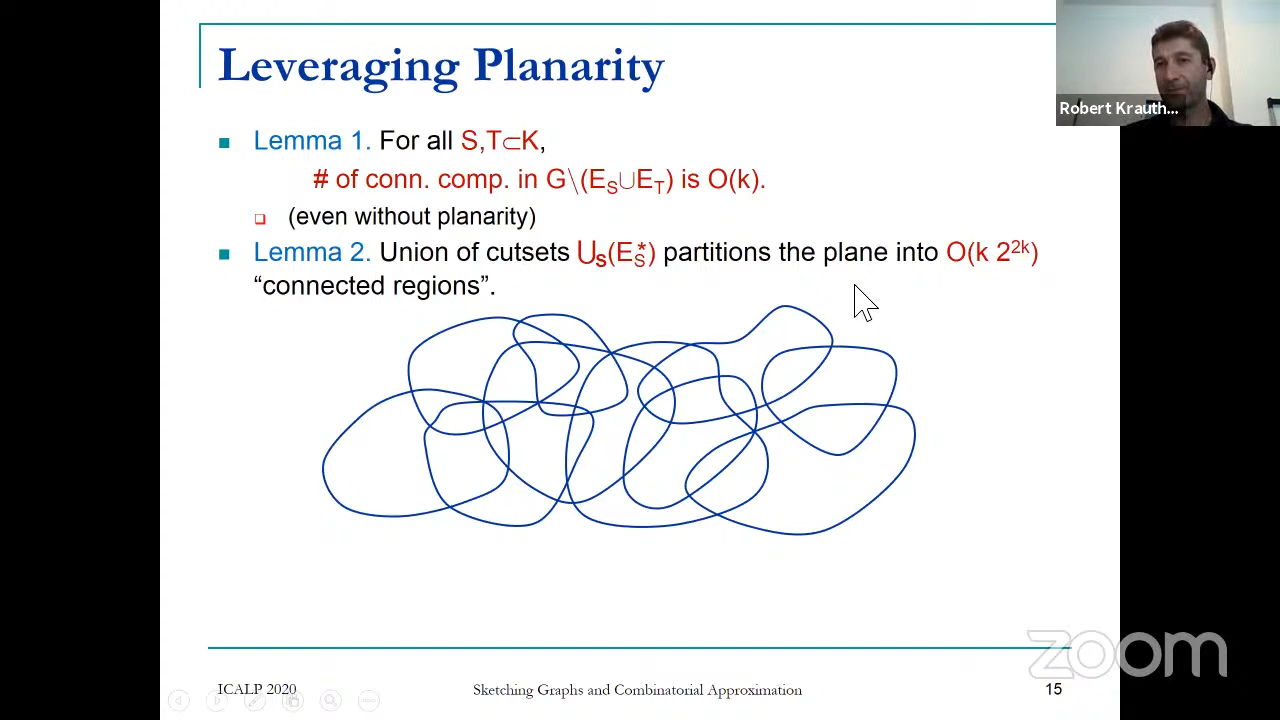 Leveraging Planarity
Robert Krauth...
Lemma 1. For all S,T⊂K,
# of conn. comp. in G\(E_S∪E_T) is O(k).
(even without planarity)
Lemma 2. Union of cutsets ⋃_S(E*_S) partitions the plane into O(k 2^{2k})
“connected regions”.
zoom
ICALP 2020
Sketching Graphs and Combinatorial Approximation
15